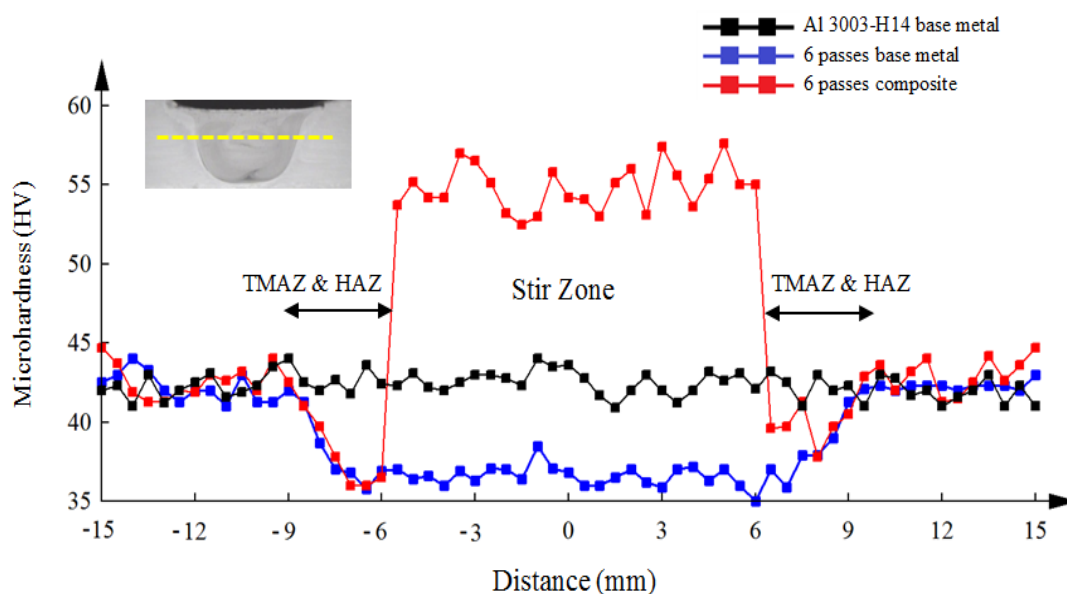 Al 3003-H14 base metal
6 passes base metal
6 passes composite
Microhardness (HV)
60
55
50
45
40
35
TMAZ & HAZ
Stir Zone
TMAZ & HAZ
-15 -12 -9 -6 -3 0 3 6 9 12 15
Distance (mm)